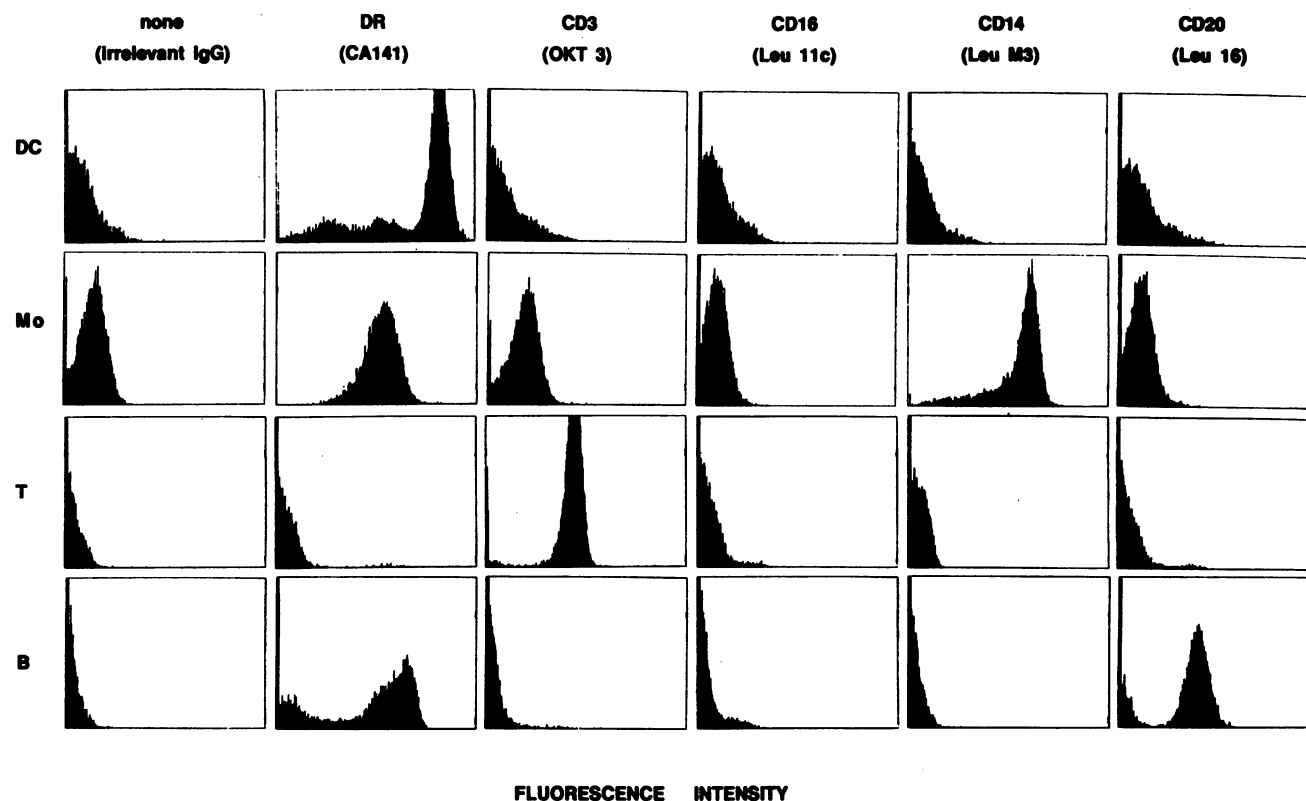 none DR CD3 CD16 CD14 CD20
(irrelevant IgG) (CA141) (OKT 3) (Leu 11c) (Leu M3) (Leu 16)
DC
Mo
T
B
FLUORESCENCE INTENSITY